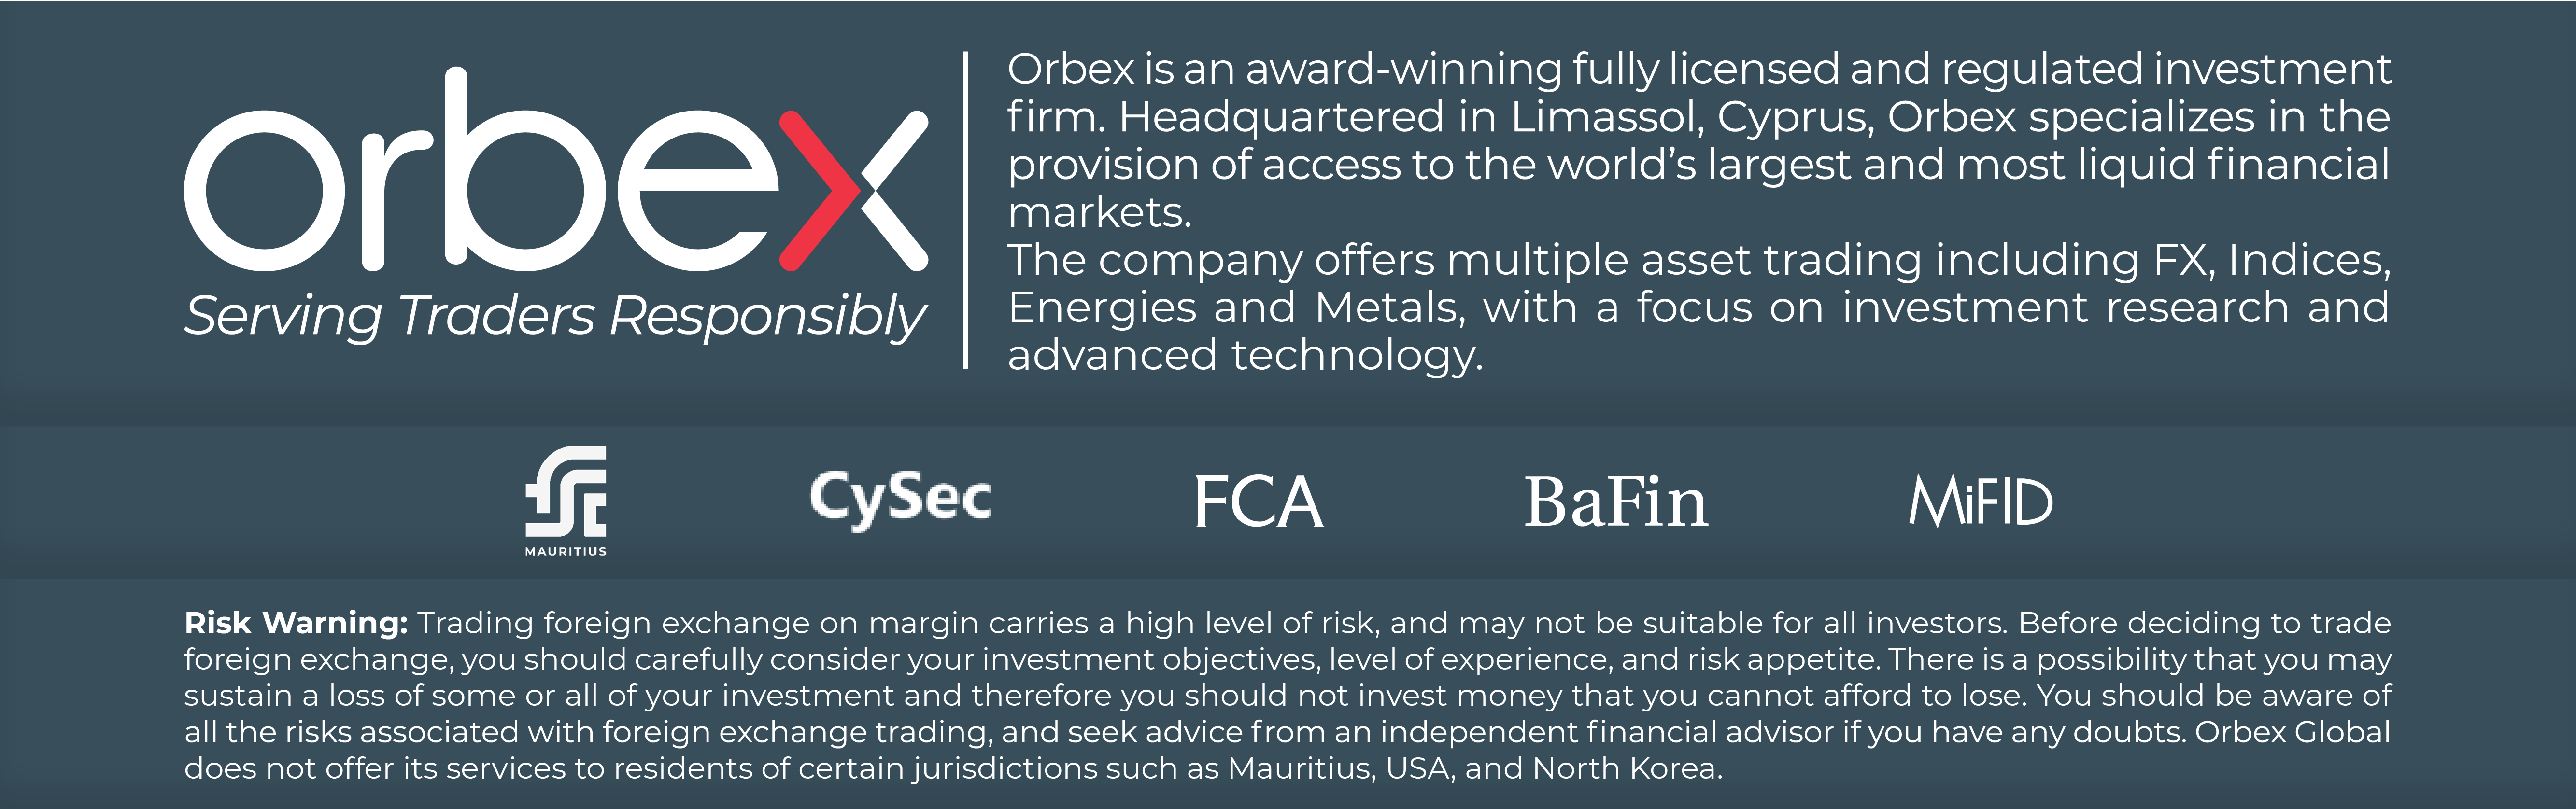 orbex
Serving Traders Responsibly
Orbex is an award-winning fully licensed and regulated investment
firm. Headquartered in Limassol, Cyprus, Orbex specializes in the
provision of access to the world’s largest and most liquid financial
markets.
The company offers multiple asset trading including FX, Indices,
Energies and Metals, with a focus on investment research and
advanced technology.
MAURITIUS
CySec
FCA
BaFin
MiFID
Risk Warning: Trading foreign exchange on margin carries a high level of risk, and may not be suitable for all investors. Before deciding to trade
foreign exchange, you should carefully consider your investment objectives, level of experience, and risk appetite. There is a possibility that you may
sustain a loss of some or all of your investment and therefore you should not invest money that you cannot afford to lose. You should be aware of
all the risks associated with foreign exchange trading, and seek advice from an independent financial advisor if you have any doubts. Orbex Global
does not offer its services to residents of certain jurisdictions such as Mauritius, USA, and North Korea.